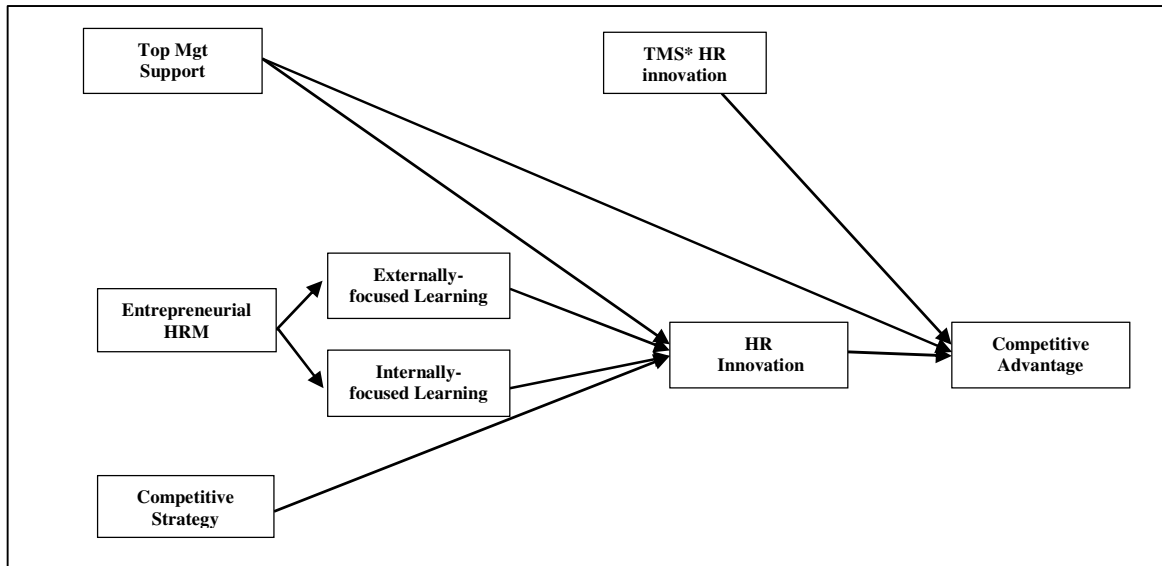 Top Mgt
Support
TMS* HR
innovation
Externally-
focused Learning
Entrepreneurial
HRM
HR
Innovation
Competitive
Advantage
Internally-
focused Learning
Competitive
Strategy